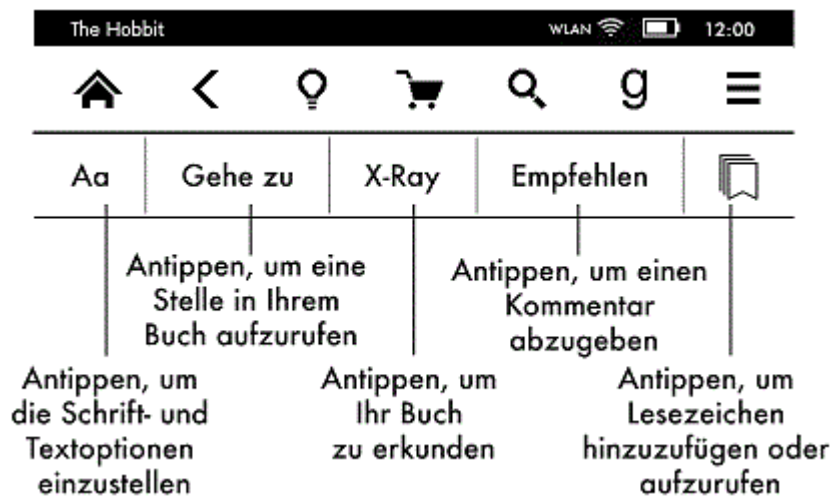 The Hobbit WLAN 12:00
g
Aa Gehe zu X-Ray Empfehlen
Antippen, um eine
Stelle in Ihrem
Buch aufzurufen
Antippen, um einen
Kommentar
abzugeben
Antippen, um
die Schrift- und
Textoptionen
einzustellen
Antippen, um
Ihr Buch
zu erkunden
Antippen, um
Lesezeichen
hinzuzufügen oder
aufzurufen